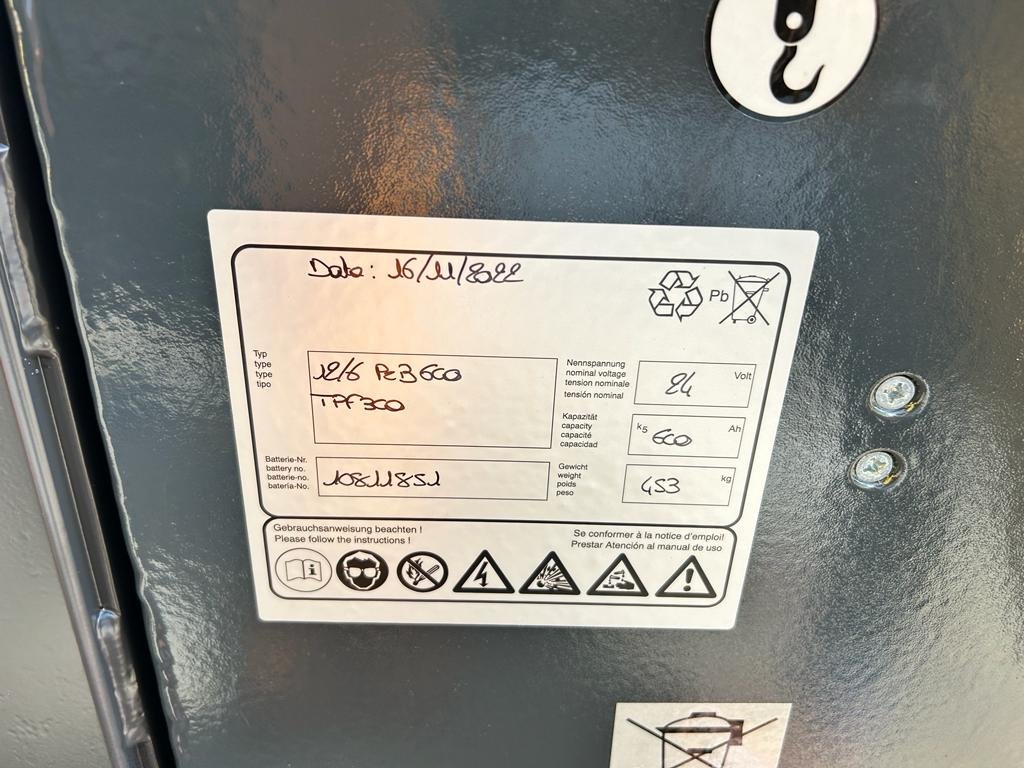 Date: 16/11/2022
Pb
Typ
type
type
tipo
12/6 PzB 600
TPF300
Nennspannung
nominal voltage
tension nominale
tensión nominal
24 Volt
Kapazität
capacity
capacité
capacidad
k5 600 Ah
Batterie-Nr.
battery no.
batterie-no.
batería-No.
10811851
Gewicht
weight
poids
peso
453 kg
Gebrauchsanweisung beachten !
Please follow the instructions !
Se conformer à la notice d'emploi!
Prestar Atención al manual de uso